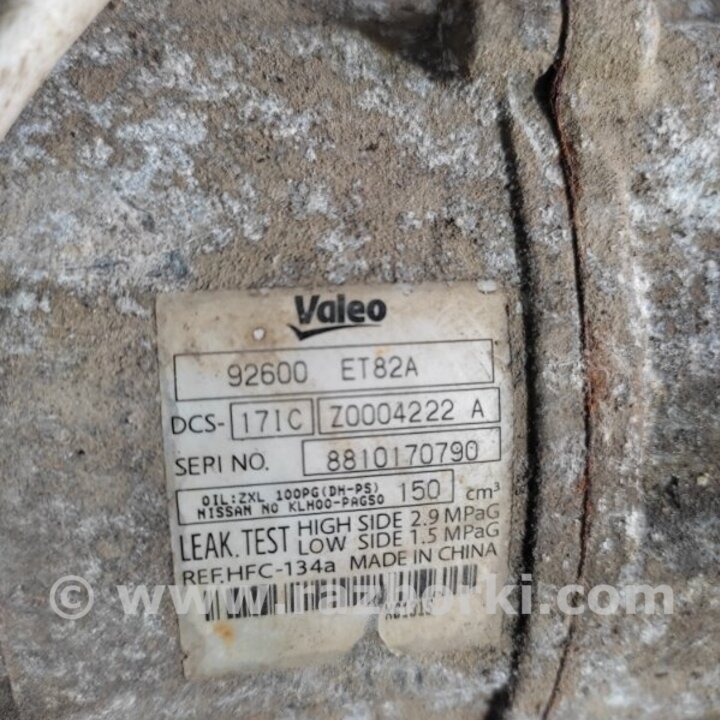 Valeo
92600 ET82A
DCS- 17IC Z0004222 A
SERI NO. 8810170790
OIL:ZXL 100PG(DH-PS) 150 cm³
NISSAN NO KLH00-PAGS0
LEAK. TEST HIGH SIDE 2.9 MPaG
LOW SIDE 1.5 MPaG
REF.HFC-134a MADE IN CHINA
© www.razborki.com